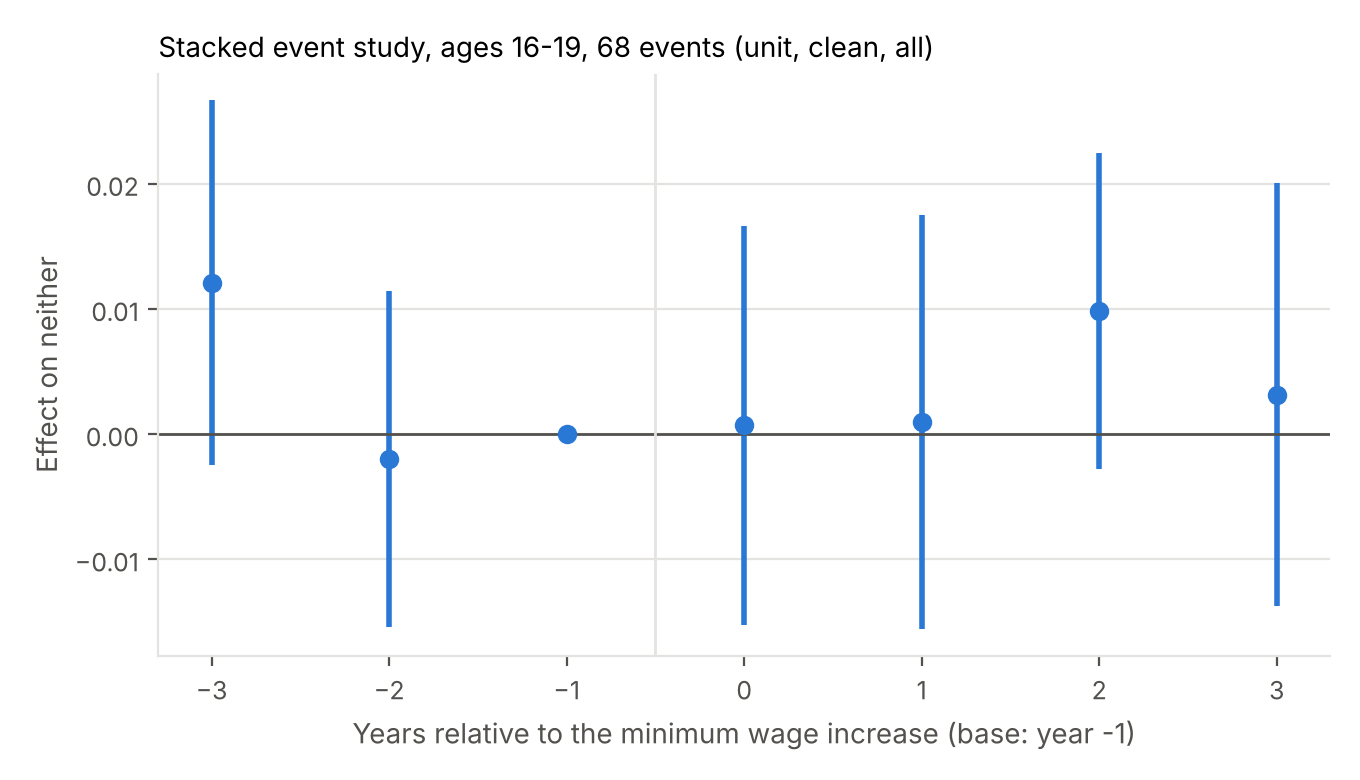 Stacked event study, ages 16-19, 68 events (unit, clean, all)
Effect on neither
0.02
0.01
0.00
−0.01
−3 −2 −1 0 1 2 3
Years relative to the minimum wage increase (base: year -1)